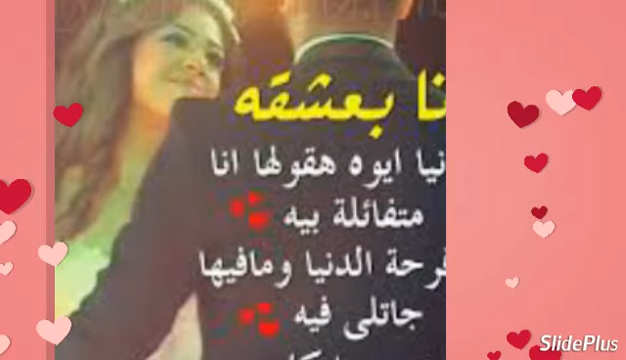 نا بعشقه
نيا ايوه هقولها انا
متفائلة بيه
فرحة الدنيا ومافيها
جاتلى فيه
SlidePlus